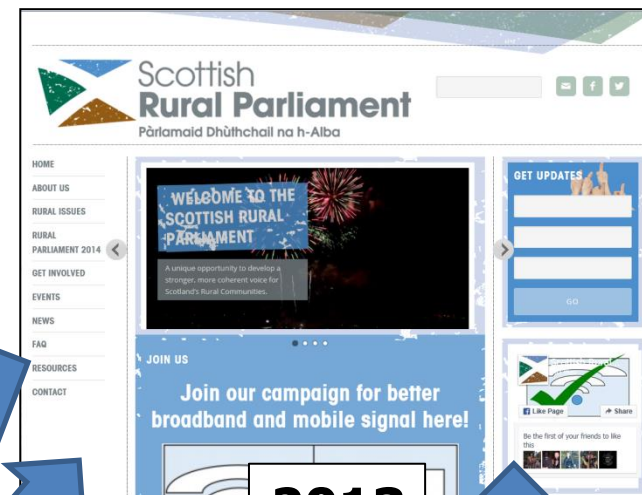 Scottish
Rural Parliament
Pàrlamaid Dhùthchail na h-Alba
HOME
ABOUT US
RURAL ISSUES
RURAL
PARLIAMENT 2014
GET INVOLVED
EVENTS
NEWS
FAQ
RESOURCES
CONTACT
WELCOME TO THE
SCOTTISH RURAL
PARLIAMENT
A unique opportunity to develop a
stronger, more coherent voice for
Scotland's Rural Communities.
JOIN US
Join our campaign for better
broadband and mobile signal here!
GET UPDATES
GO
Like Page
Share
Be the first of your friends to like
this